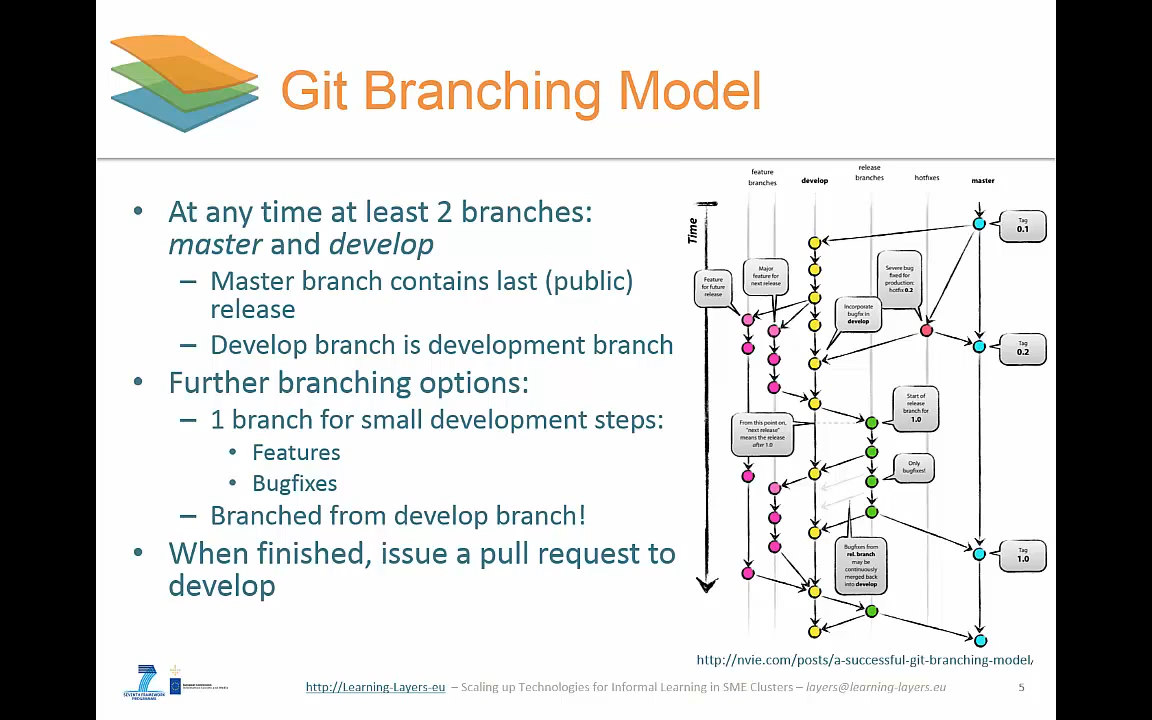 Git Branching Model
• At any time at least 2 branches:
master and develop
– Master branch contains last (public)
release
– Develop branch is development branch
• Further branching options:
– 1 branch for small development steps:
• Features
• Bugfixes
– Branched from develop branch!
• When finished, issue a pull request to
develop
feature
branches
develop
release
branches
hotfixes
master
Time
Tag
0.1
Feature
for future
release
Major
feature for
next release
Severe bug
fixed for
production:
hotfix 0.2
Incorporate
bugfix in
develop
Tag
0.2
Start of
release
branch for
1.0
From this point on,
"next release"
means the release
after 1.0
Only
bugfixes!
Bugfixes from
rel. branch
may be
continuously
merged back
into develop
Tag
1.0
http://nvie.com/posts/a-successful-git-branching-model/
SEVENTH FRAMEWORK
PROGRAMME
http://Learning-Layers-eu – Scaling up Technologies for Informal Learning in SME Clusters – layers@learning-layers.eu
5